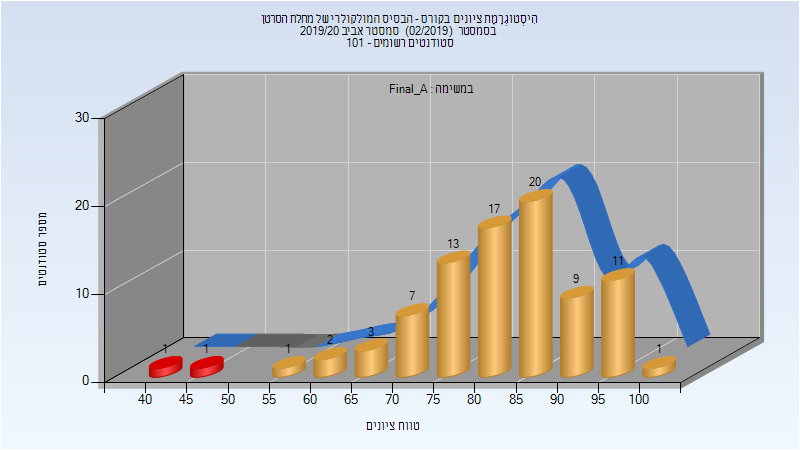 הִיסְטוֹגְרָמַת ציונים בקורס - הבסיס המולקולרי של מחלת הסרטן
בסמסטר (02/2019) סמסטר אביב 2019/20
סטודנטים רשומים - 101
במשימה : Final_A
30
20
10
0
מספר סטודנטים
1 1 1 2 3 7 13 17 20 9 11 1
40 45 50 55 60 65 70 75 80 85 90 95 100
טווח ציונים